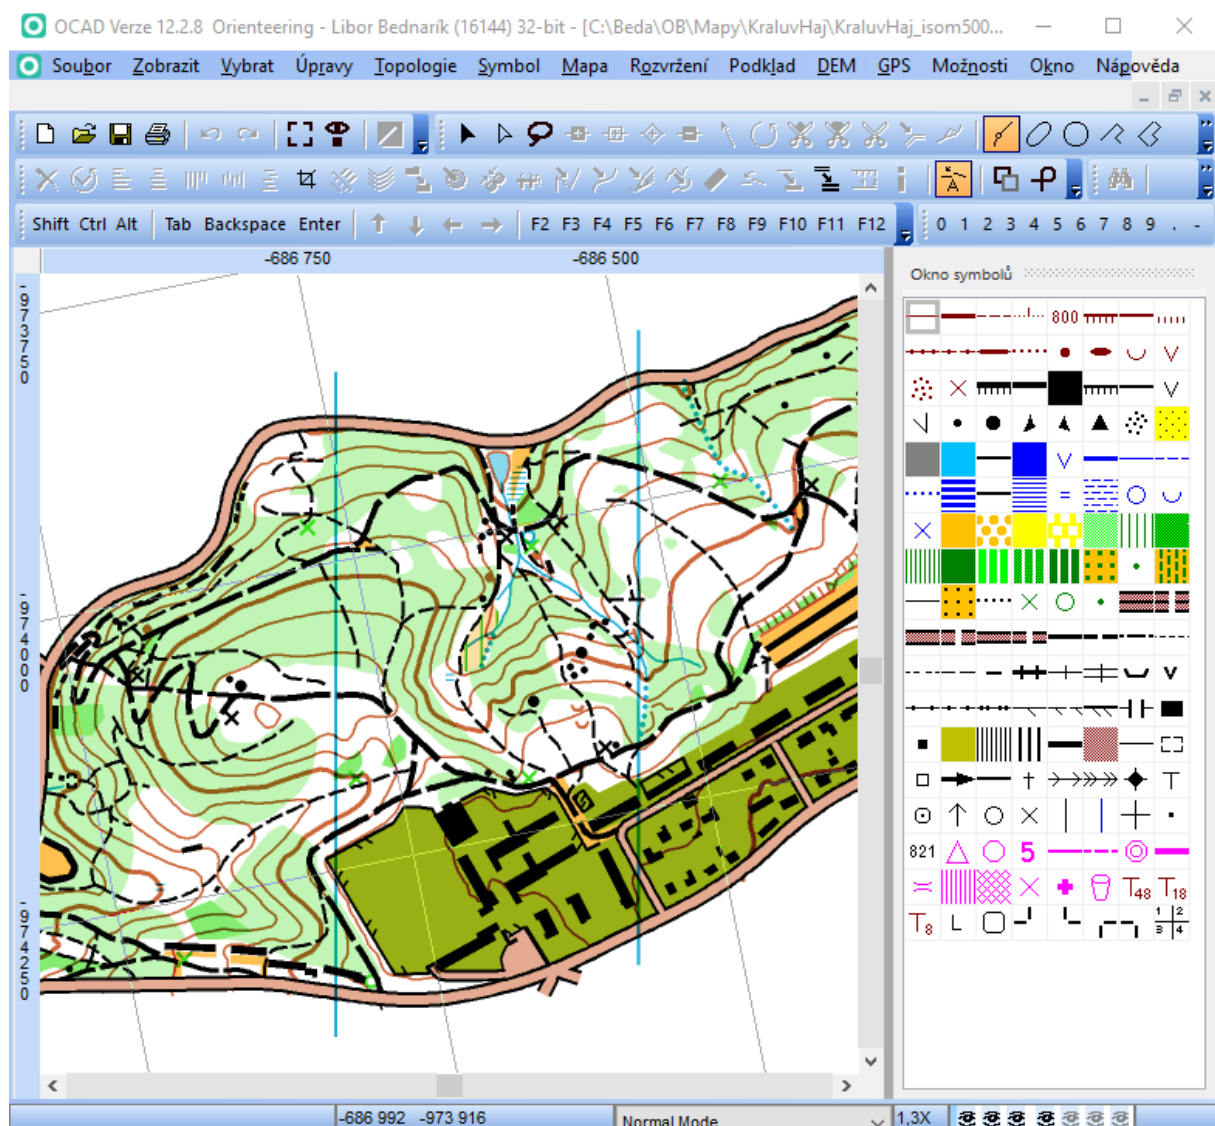 OCAD Verze 12.2.8 Orienteering - Libor Bednarík (16144) 32-bit - [C:\Beda\OB\Mapy\KraluvHaj\KraluvHaj_isom500...
Soubor Zobrazit Vybrat Úpravy Topologie Symbol Mapa Rozvržení Podklad DEM GPS Možnosti Okno Nápověda
Shift Ctrl Alt Tab Backspace Enter F2 F3 F4 F5 F6 F7 F8 F9 F10 F11 F12 0 1 2 3 4 5 6 7 8 9 . -
-686 750 -686 500
Okno symbolů
-973750
-974000
-974250
800
821
5
T48 T18
T8 L
1 2
3 4
-686 992 -973 916 Normal Mode 1,3X